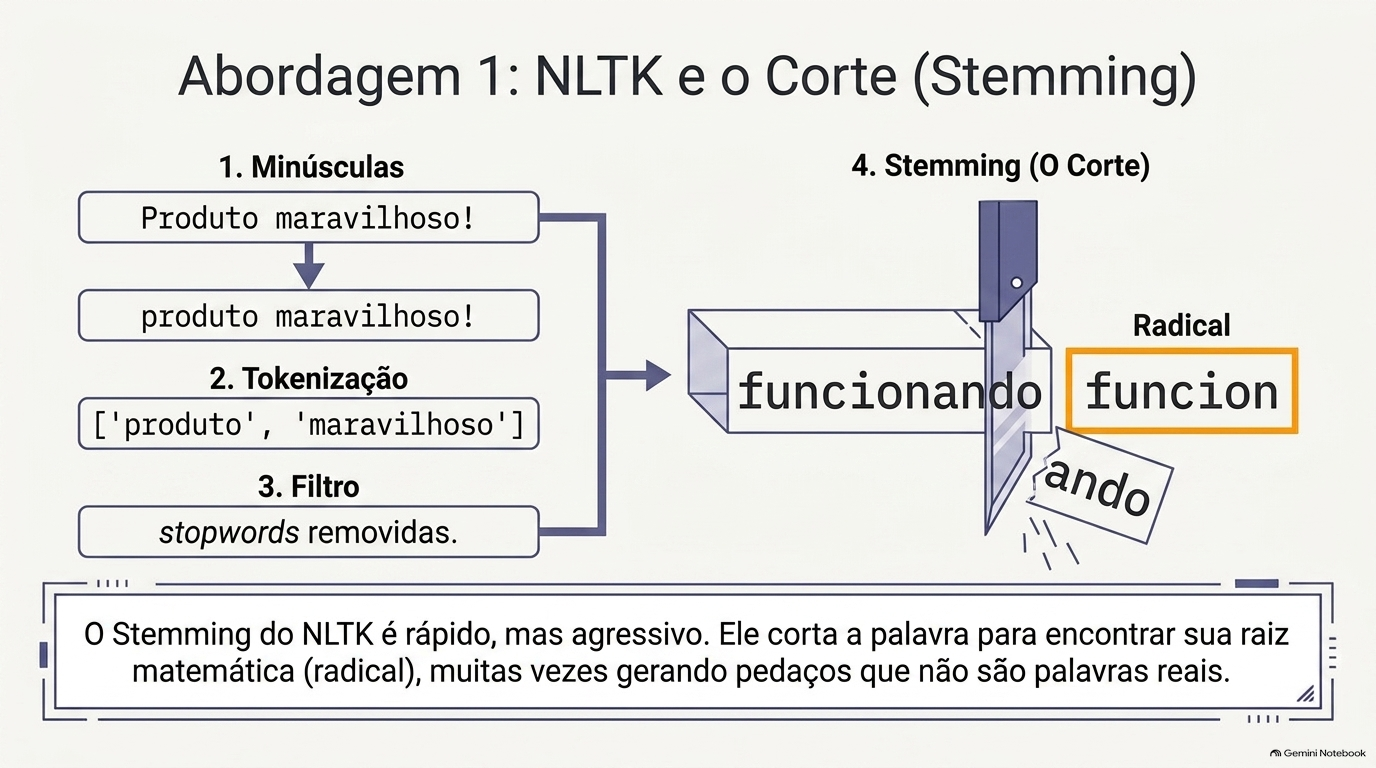 Abordagem 1: NLTK e o Corte (Stemming)
1. Minúsculas
Produto maravilhoso!
produto maravilhoso!
2. Tokenização
['produto', 'maravilhoso']
3. Filtro
stopwords removidas.
4. Stemming (O Corte)
funcionando
Radical
funcion
ando
O Stemming do NLTK é rápido, mas agressivo. Ele corta a palavra para encontrar sua raiz
matemática (radical), muitas vezes gerando pedaços que não são palavras reais.
Gemini Notebook